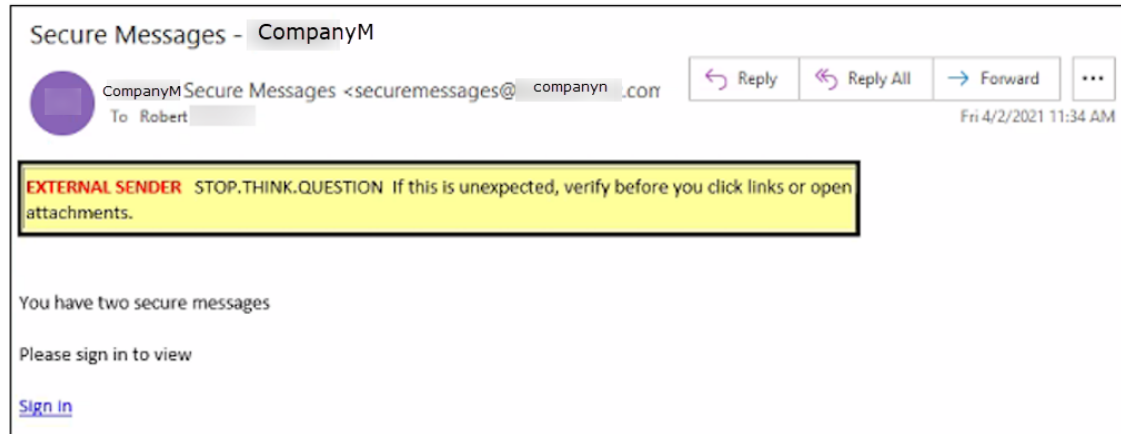 Secure Messages - CompanyM
CompanyM Secure Messages <securemessages@ companyn .com
Reply
Reply All
Forward
...
To Robert
Fri 4/2/2021 11:34 AM
EXTERNAL SENDER STOP.THINK.QUESTION If this is unexpected, verify before you click links or open
attachments.
You have two secure messages
Please sign in to view
Sign in